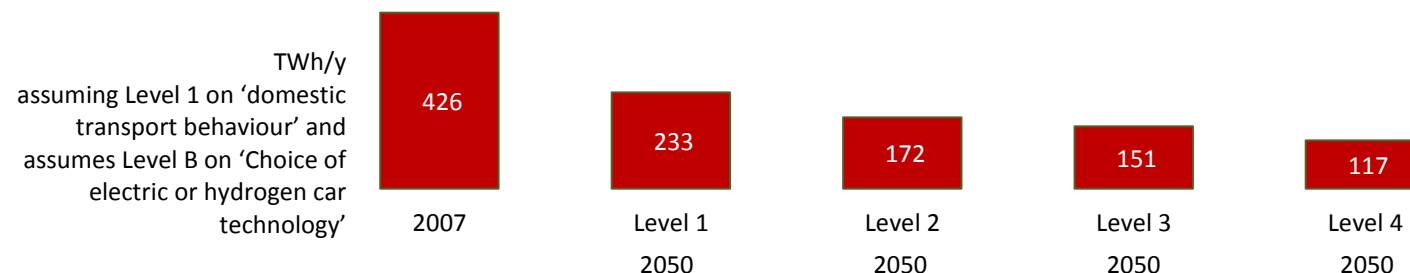 TWh/y
assuming Level 1 on ‘domestic
transport behaviour’ and
assumes Level B on ‘Choice of
electric or hydrogen car
technology’
426
233
172
151
117
2007
Level 1
Level 2
Level 3
Level 4
2050
2050
2050
2050